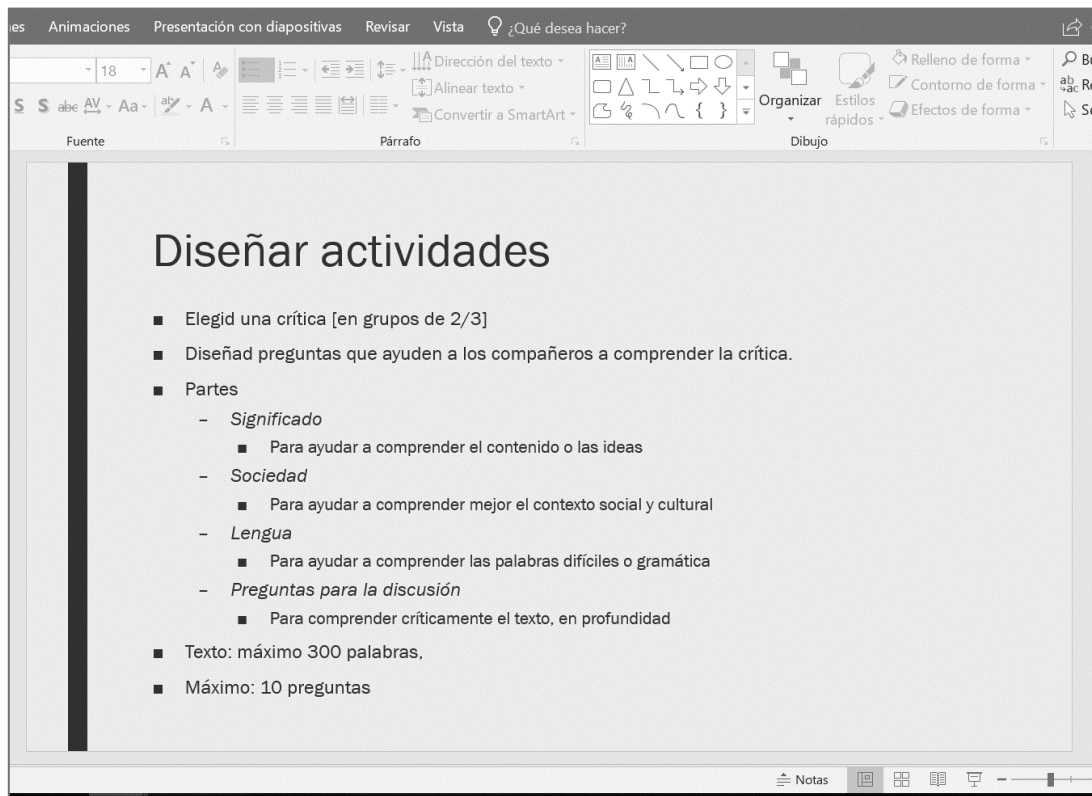 es Animaciones Presentación con diapositivas Revisar Vista ¿Qué desea hacer?
18 A A Dirección del texto Relleno de forma
Alinear texto Organizar Estilos rápidos Contorno de forma
S S abc AV Aa A Convertir a SmartArt Efectos de forma
Fuente Párrafo Dibujo
Diseñar actividades
■ Elegid una crítica [en grupos de 2/3]
■ Diseñad preguntas que ayuden a los compañeros a comprender la crítica.
■ Partes
– Significado
■ Para ayudar a comprender el contenido o las ideas
– Sociedad
■ Para ayudar a comprender mejor el contexto social y cultural
– Lengua
■ Para ayudar a comprender las palabras difíciles o gramática
– Preguntas para la discusión
■ Para comprender críticamente el texto, en profundidad
■ Texto: máximo 300 palabras,
■ Máximo: 10 preguntas
Notas